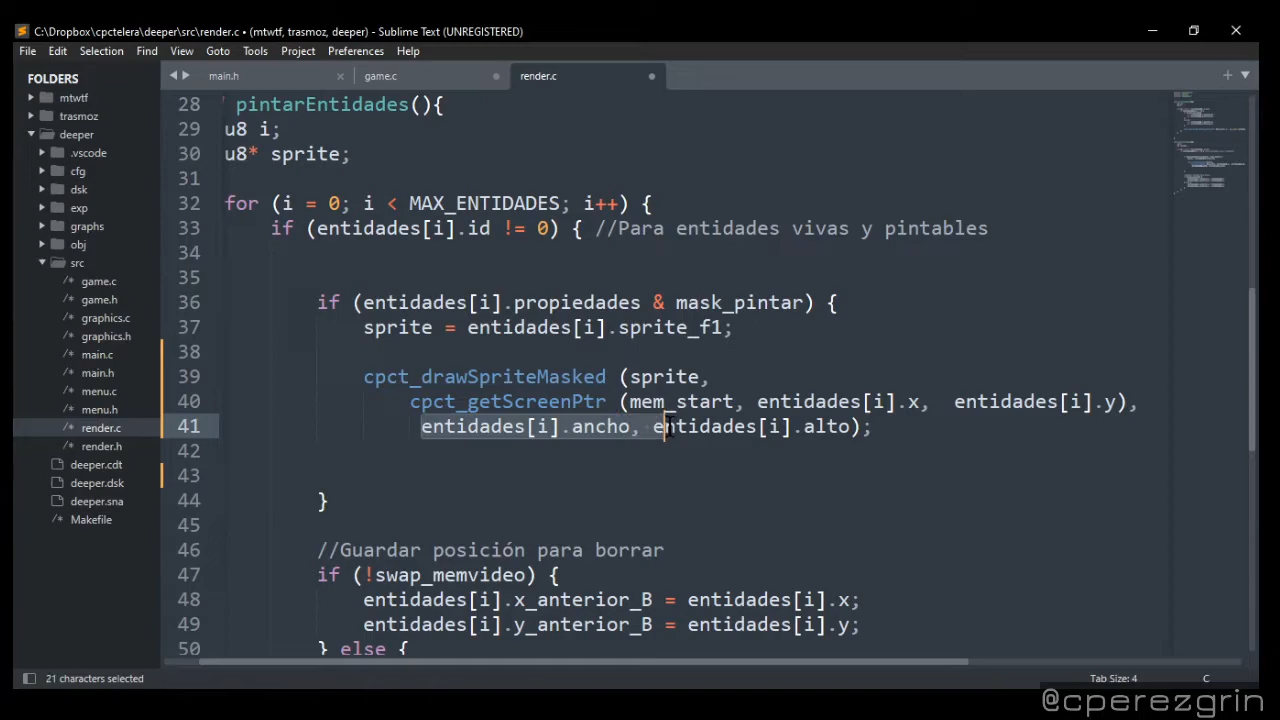 C:\Dropbox\cpctelera\deeper\src\render.c • (mtwtf, trasmoz, deeper) - Sublime Text (UNREGISTERED)
File Edit Selection Find View Goto Tools Project Preferences Help
FOLDERS
mtwtf
trasmoz
deeper
.vscode
cfg
dsk
exp
graphs
obj
src
/* game.c
/* game.h
/* graphics.c
/* graphics.h
/* main.c
/* main.h
/* menu.c
/* menu.h
/* render.c
/* render.h
deeper.cdt
deeper.dsk
deeper.sna
Makefile
main.h game.c render.c
28 pintarEntidades(){
29 u8 i;
30 u8* sprite;
31
32 for (i = 0; i < MAX_ENTIDADES; i++) {
33 if (entidades[i].id != 0) { //Para entidades vivas y pintables
34
35
36 if (entidades[i].propiedades & mask_pintar) {
37 sprite = entidades[i].sprite_f1;
38
39 cpct_drawSpriteMasked (sprite,
40 cpct_getScreenPtr (mem_start, entidades[i].x, entidades[i].y),
41 entidades[i].ancho, entidades[i].alto);
42
43
44 }
45
46 //Guardar posición para borrar
47 if (!swap_memvideo) {
48 entidades[i].x_anterior_B = entidades[i].x;
49 entidades[i].y_anterior_B = entidades[i].y;
50 } else {
21 characters selected Tab Size: 4 C
@cperezgrin